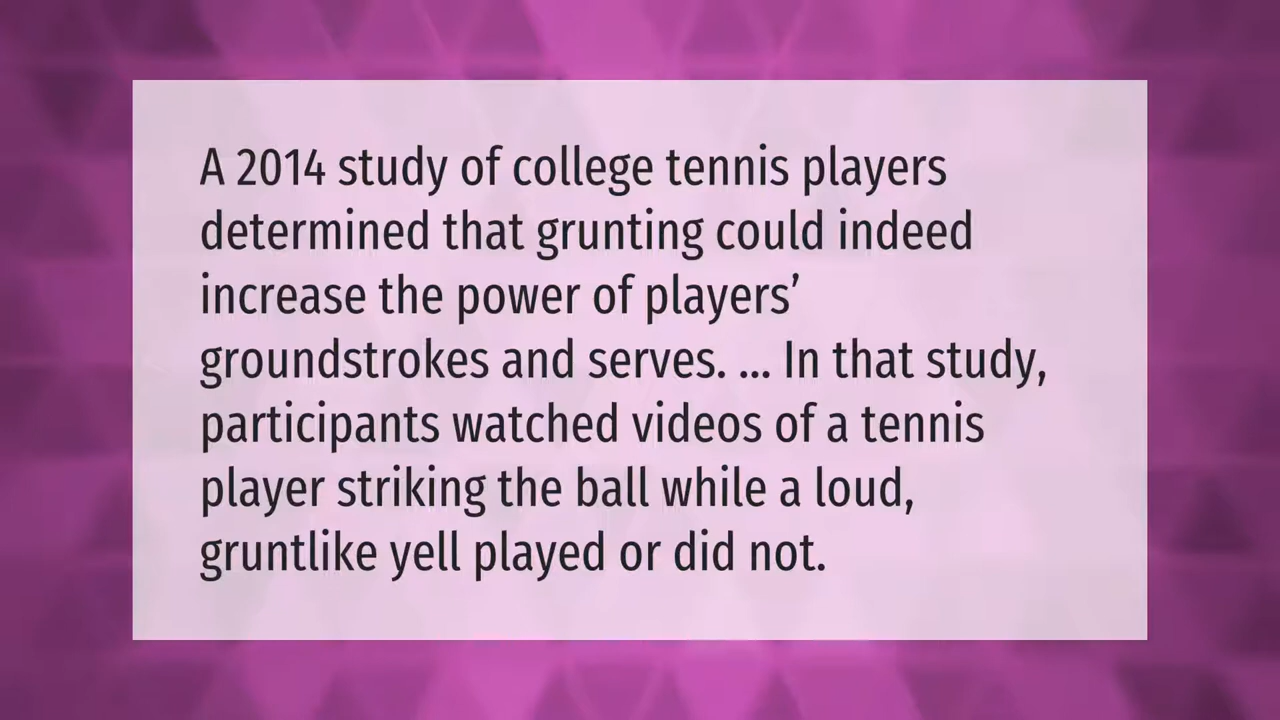 A 2014 study of college tennis players
determined that grunting could indeed
increase the power of players’
groundstrokes and serves. ... In that study,
participants watched videos of a tennis
player striking the ball while a loud,
gruntlike yell played or did not.